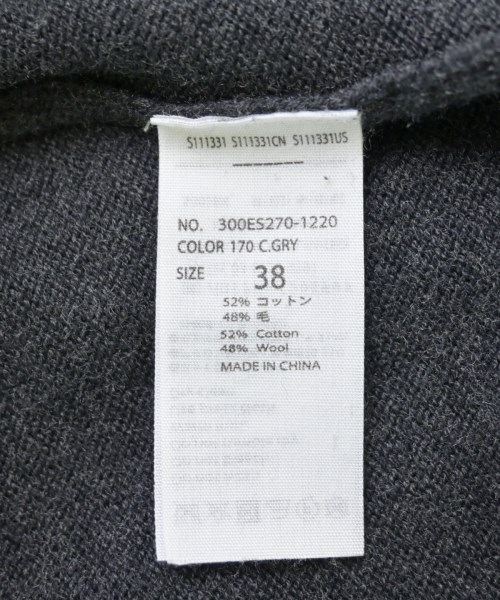 S111331 S111331CN S111331US
NO. 300ES270-1220
COLOR 170 C.GRY
SIZE 38
52% コットン
48% 毛
52% Cotton
48% Wool
MADE IN CHINA